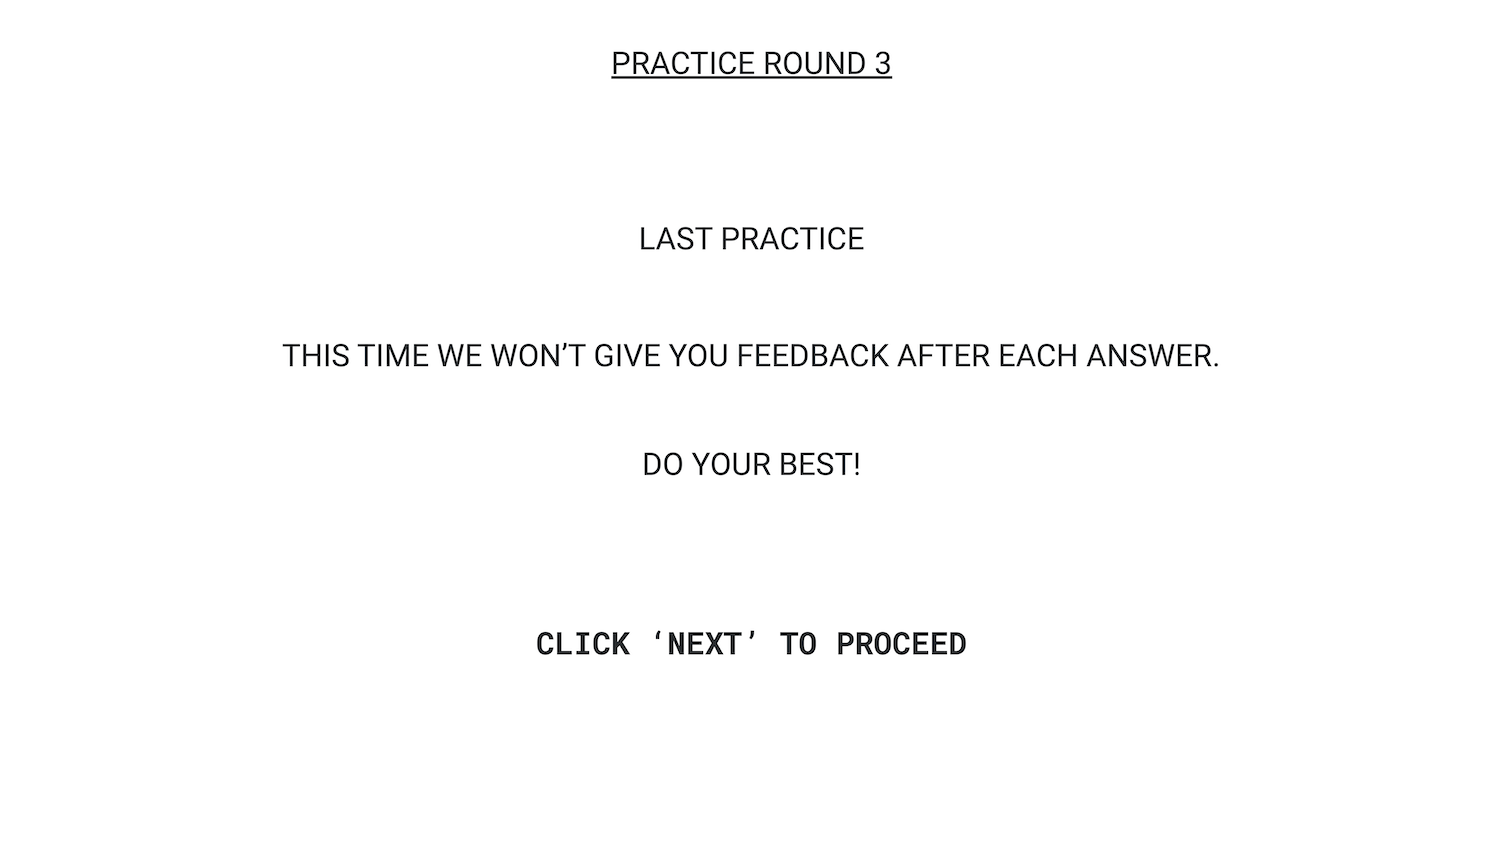 PRACTICE ROUND 3
LAST PRACTICE
THIS TIME WE WON’T GIVE YOU FEEDBACK AFTER EACH ANSWER.
DO YOUR BEST!
CLICK ‘NEXT’ TO PROCEED